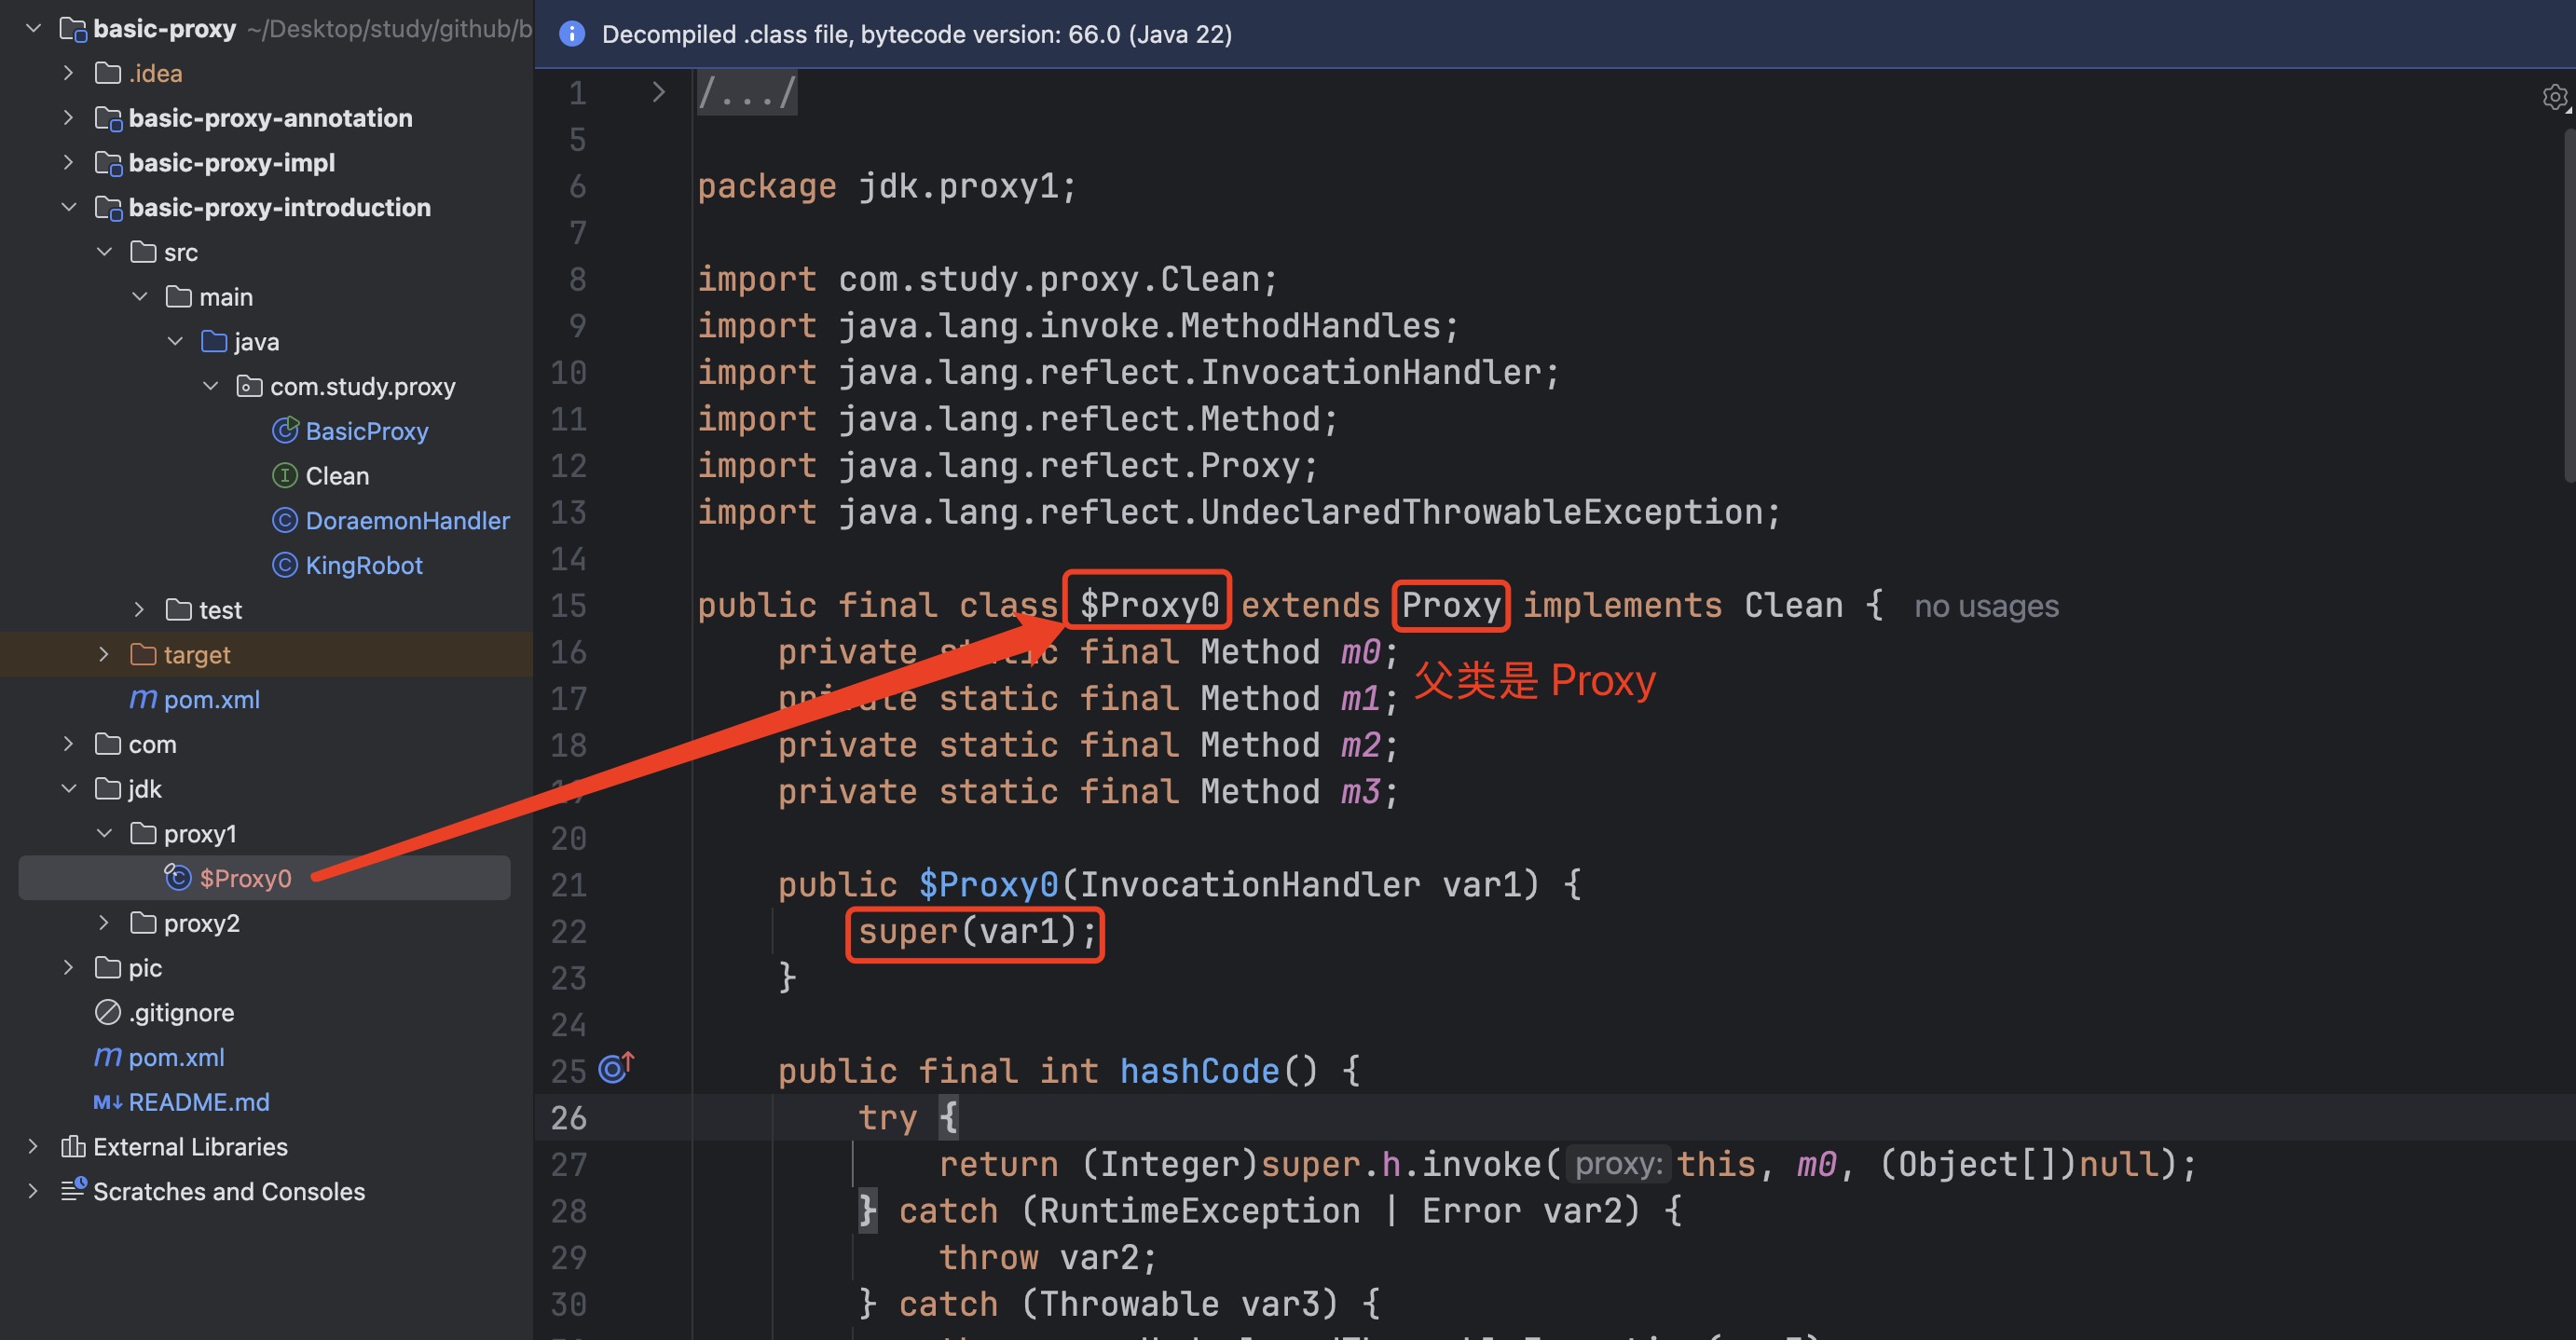 basic-proxy ~/Desktop/study/github/b
.idea
basic-proxy-annotation
basic-proxy-impl
basic-proxy-introduction
src
main
java
com.study.proxy
BasicProxy
Clean
DoraemonHandler
KingRobot
test
target
pom.xml
com
jdk
proxy1
$Proxy0
proxy2
pic
.gitignore
pom.xml
README.md
External Libraries
Scratches and Consoles
Decompiled .class file, bytecode version: 66.0 (Java 22)
1 /.../
5
6 package jdk.proxy1;
7
8 import com.study.proxy.Clean;
9 import java.lang.invoke.MethodHandles;
10 import java.lang.reflect.InvocationHandler;
11 import java.lang.reflect.Method;
12 import java.lang.reflect.Proxy;
13 import java.lang.reflect.UndeclaredThrowableException;
14
15 public final class $Proxy0 extends Proxy implements Clean { no usages
16 private static final Method m0;
父类是 Proxy
17 private static final Method m1;
18 private static final Method m2;
19 private static final Method m3;
20
21 public $Proxy0(InvocationHandler var1) {
22 super(var1);
23 }
24
25 public final int hashCode() {
26 try {
27 return (Integer)super.h.invoke( proxy: this, m0, (Object[])null);
28 } catch (RuntimeException | Error var2) {
29 throw var2;
30 } catch (Throwable var3) {